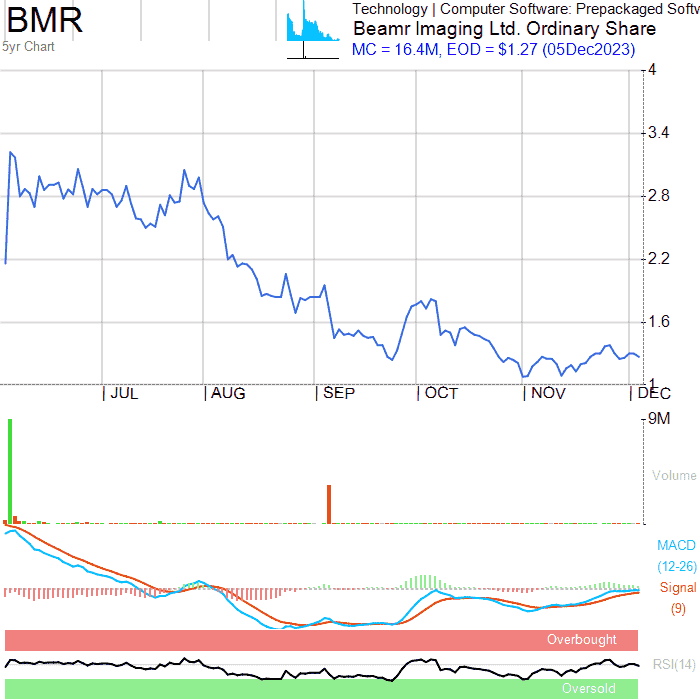 BMR
5yr Chart
Technology | Computer Software: Prepackaged Softw
Beamr Imaging Ltd. Ordinary Share
MC = 16.4M, EOD = $1.27 (05Dec2023)
4
3.4
2.8
2.2
1.6
1
JUL
AUG
SEP
OCT
NOV
DEC
9M
Volume
MACD
(12-26)
Signal
(9)
Overbought
RSI(14)
Oversold